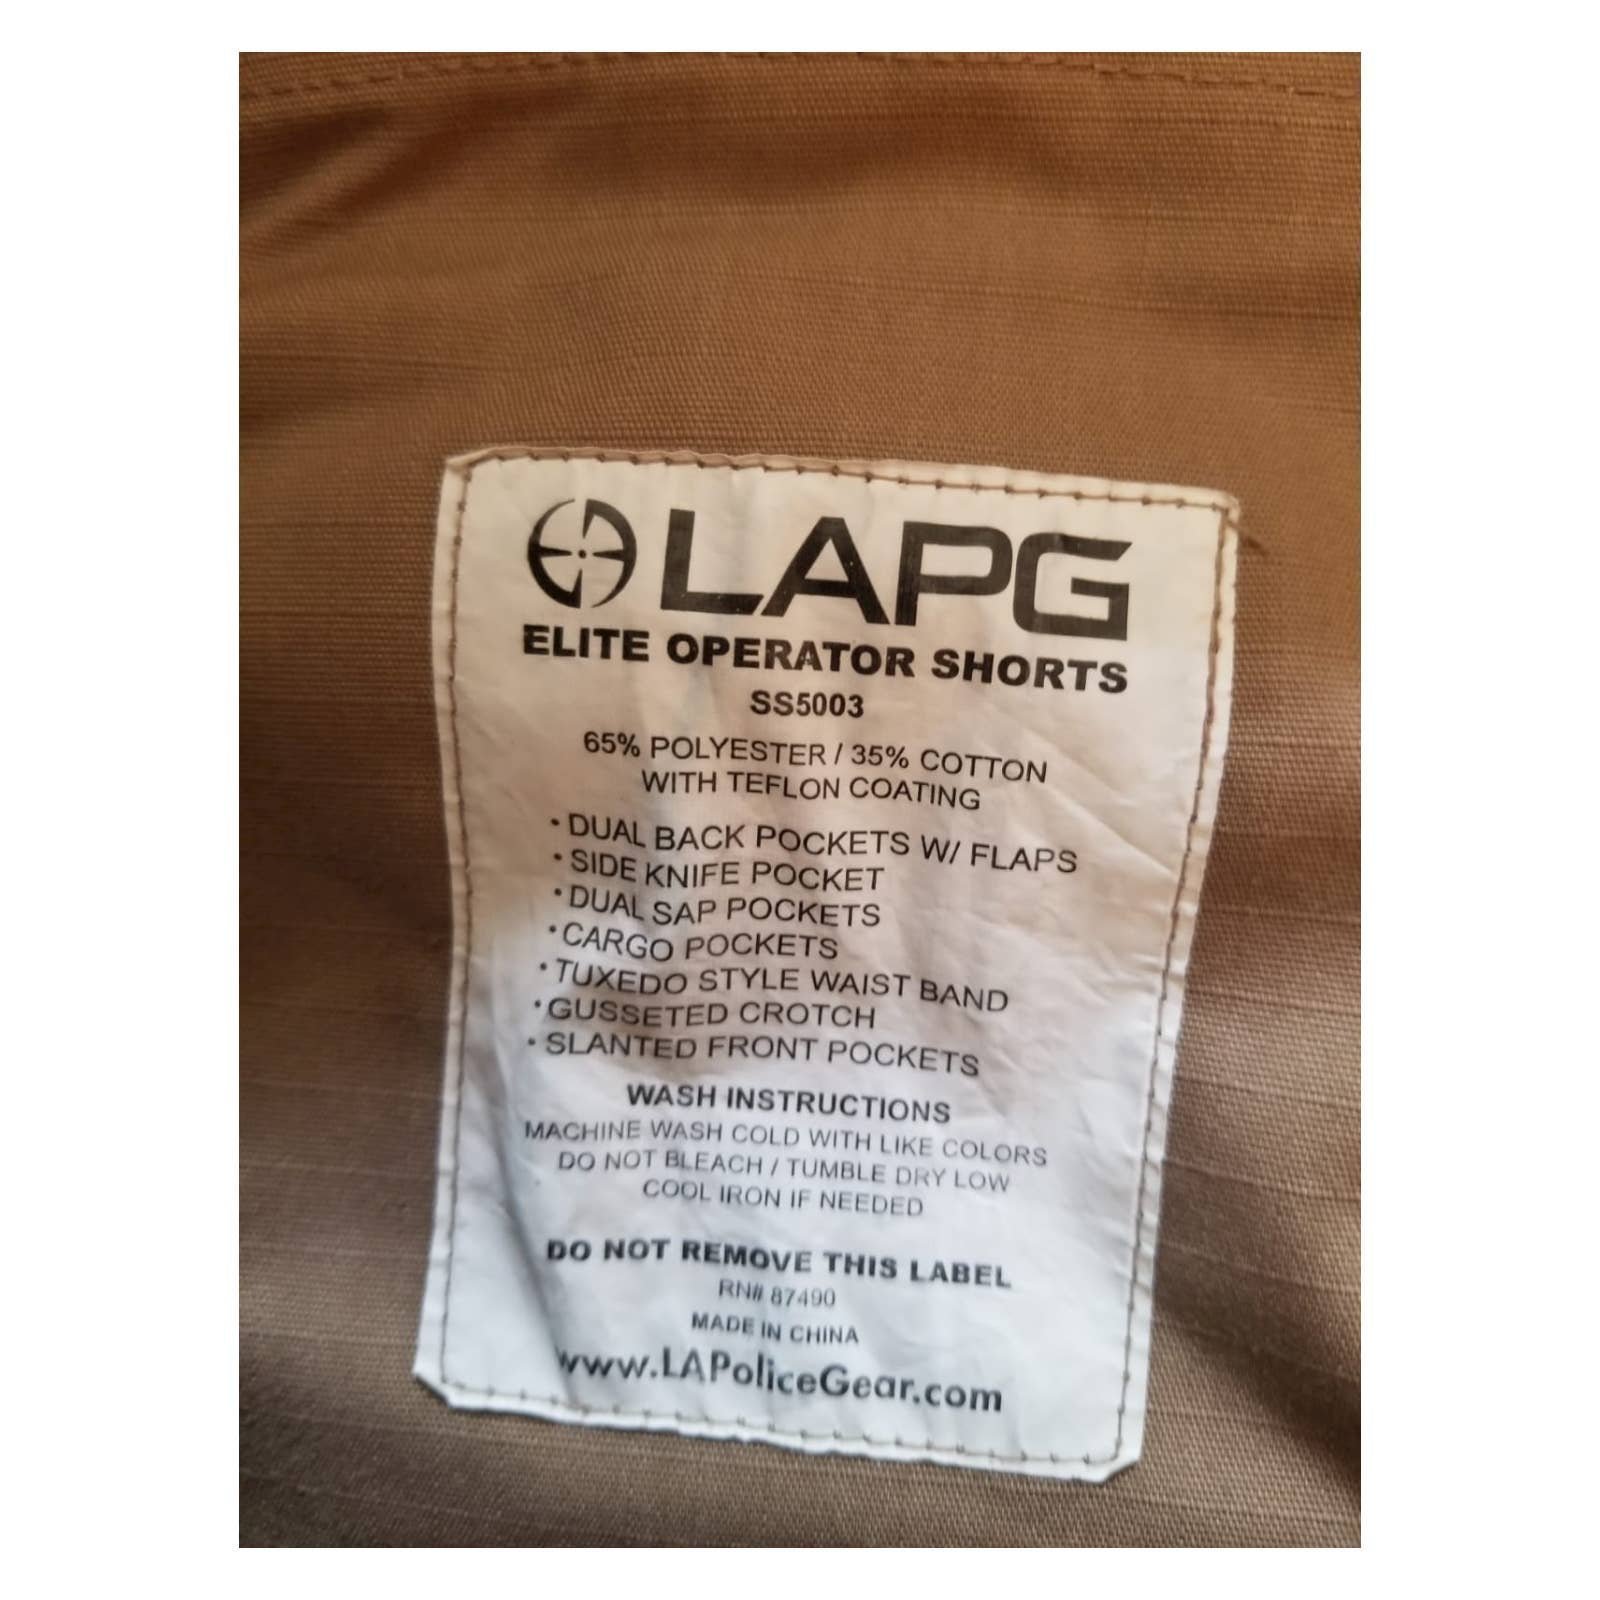 LAPG
ELITE OPERATOR SHORTS
SS5003
65% POLYESTER / 35% COTTON
WITH TEFLON COATING
• DUAL BACK POCKETS W/ FLAPS
• SIDE KNIFE POCKET
• DUAL SAP POCKETS
• CARGO POCKETS
• TUXEDO STYLE WAIST BAND
• GUSSETED CROTCH
• SLANTED FRONT POCKETS
WASH INSTRUCTIONS
MACHINE WASH COLD WITH LIKE COLORS
DO NOT BLEACH / TUMBLE DRY LOW
COOL IRON IF NEEDED
DO NOT REMOVE THIS LABEL
RN# 87490
MADE IN CHINA
www.LAPoliceGear.com